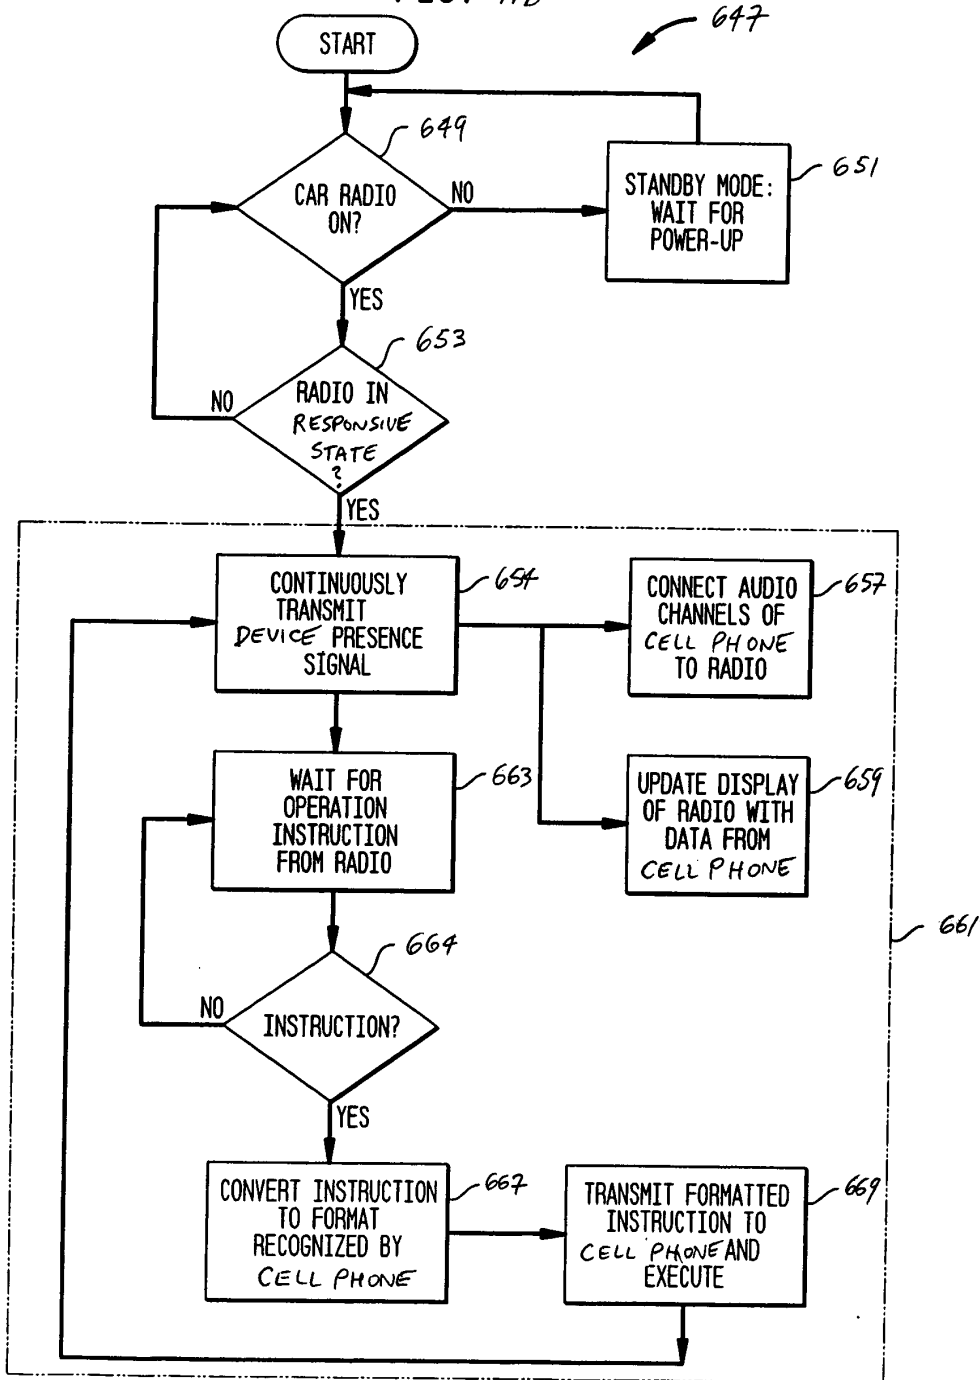 647
START
649
CAR RADIO
ON?
NO
YES
STANDBY MODE:
WAIT FOR
POWER-UP
651
653
RADIO IN
RESPONSIVE
STATE
?
NO
YES
CONTINUOUSLY
TRANSMIT
DEVICE PRESENCE
SIGNAL
654
CONNECT AUDIO
CHANNELS OF
CELL PHONE
TO RADIO
657
WAIT FOR
OPERATION
INSTRUCTION
FROM RADIO
663
UPDATE DISPLAY
OF RADIO WITH
DATA FROM
CELL PHONE
659
661
664
INSTRUCTION?
NO
YES
CONVERT INSTRUCTION
TO FORMAT
RECOGNIZED BY
CELL PHONE
667
TRANSMIT FORMATTED
INSTRUCTION TO
CELL PHONE AND
EXECUTE
669